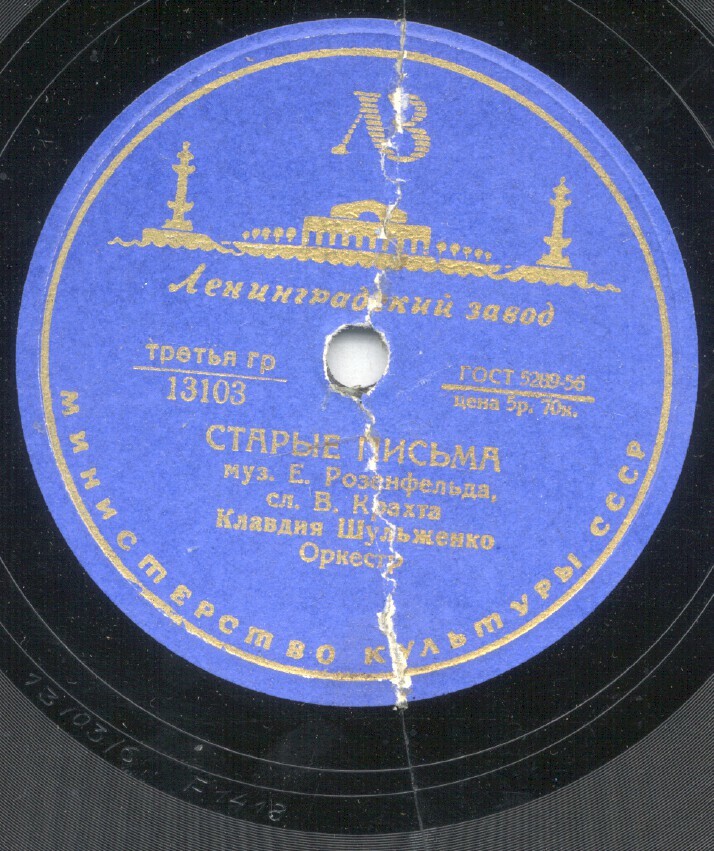 ЛЗ
Ленинградский завод
третья гр
13103
ГОСТ 5289-56
цена 5р. 70к.
СТАРЫЕ ПИСЬМА
муз. Е. Розенфельда,
сл. В. Крахта
Клавдия Шульженко
Оркестр
МИНИСТЕРСТВО КУЛЬТУРЫ СССР